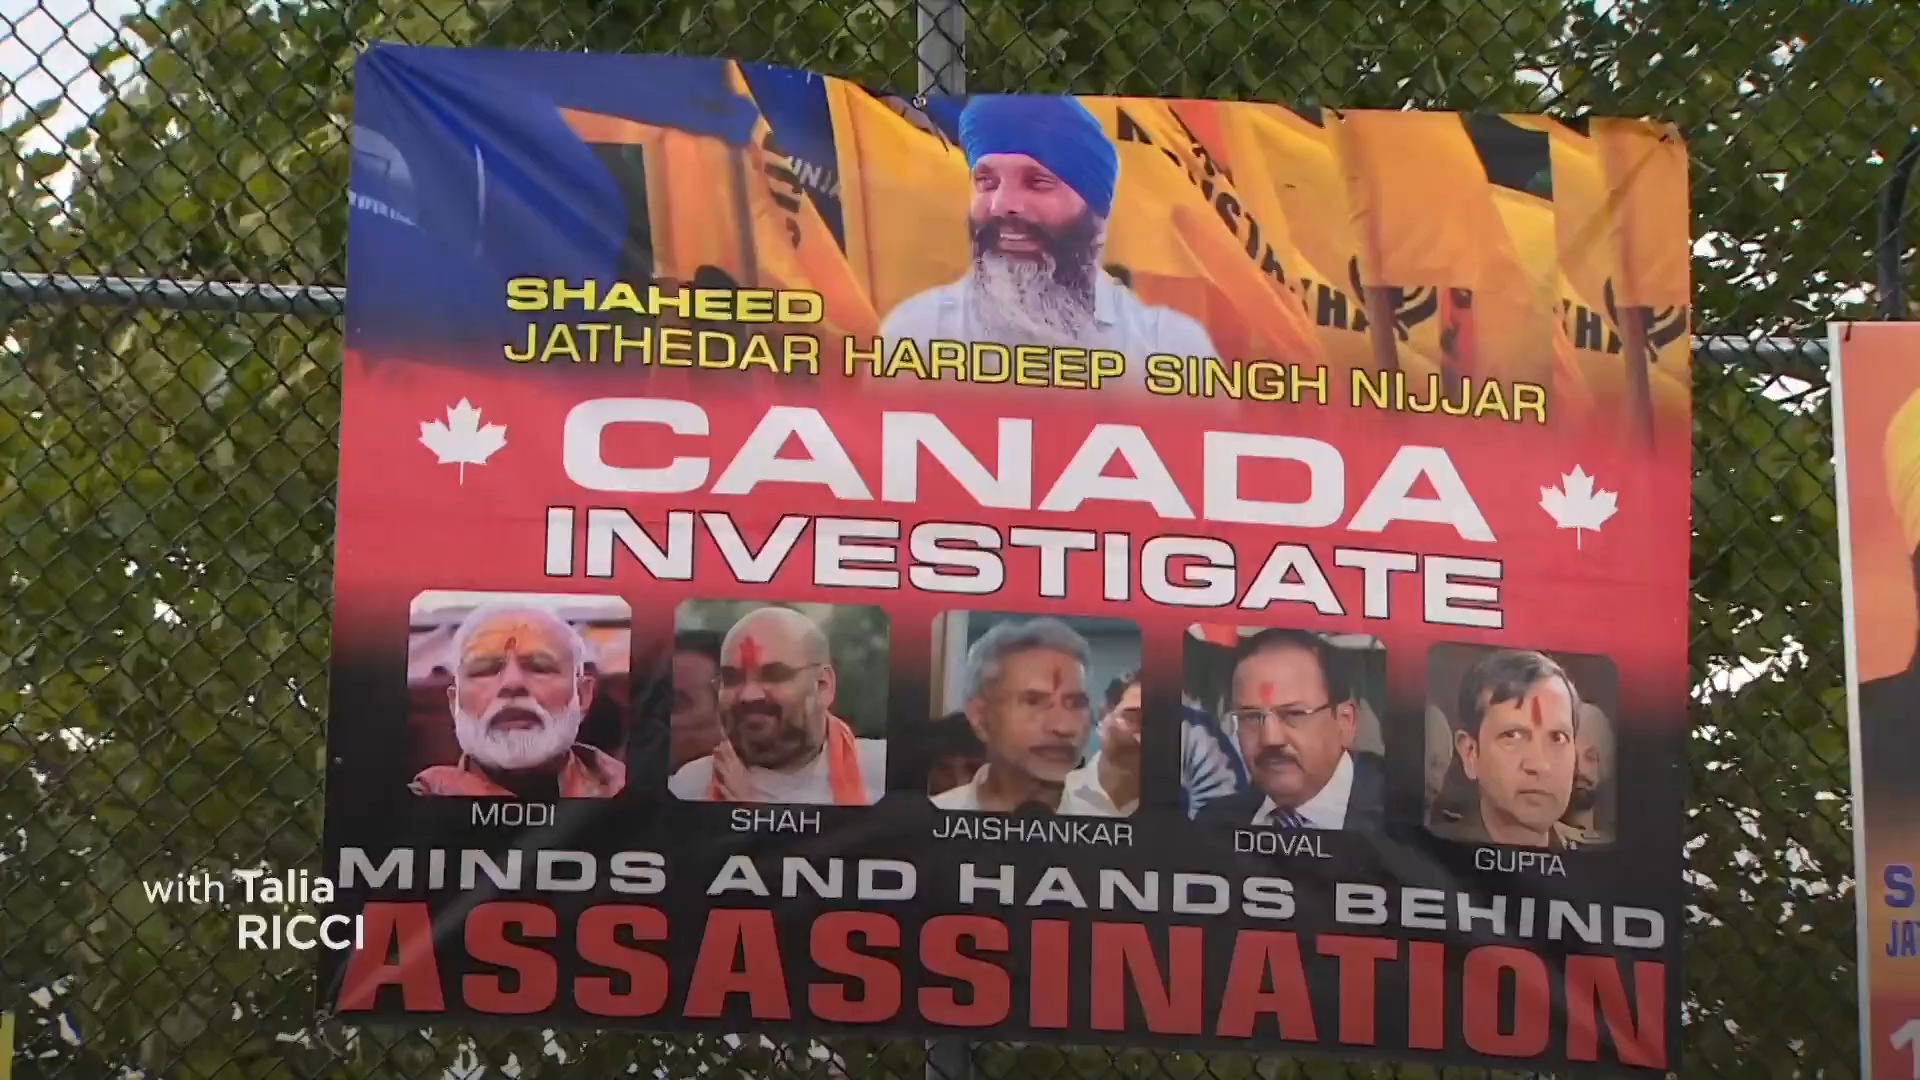 SHAHEED
JATHEDAR HARDEEP SINGH NIJJAR
CANADA
INVESTIGATE
MODI
SHAH
JAISHANKAR
DOVAL
GUPTA
MINDS AND HANDS BEHIND
ASSASSINATION
with Talia
RICCI